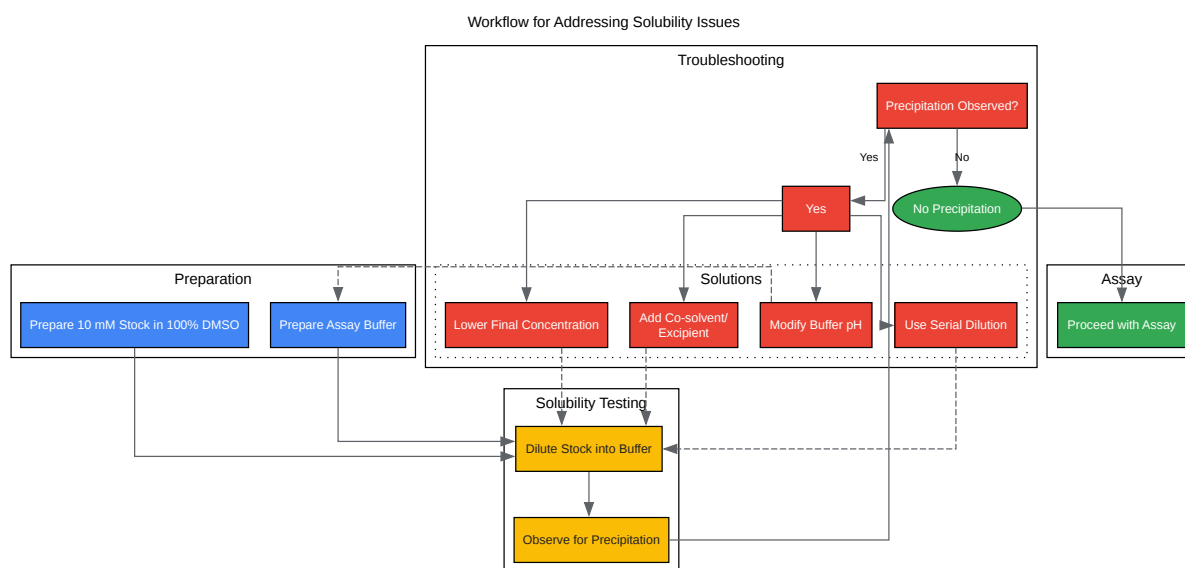 Workflow for Addressing Solubility Issues
Troubleshooting
Precipitation Observed?
Yes
No
Yes
No Precipitation
Preparation
Solutions
Assay
Prepare 10 mM Stock in 100% DMSO
Prepare Assay Buffer
Lower Final Concentration
Add Co-solvent/
Excipient
Modify Buffer pH
Use Serial Dilution
Proceed with Assay
Solubility Testing
Dilute Stock into Buffer
Observe for Precipitation